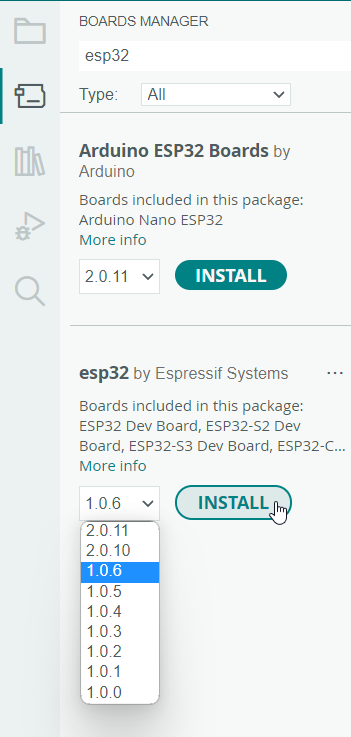 BOARDS MANAGER
esp32
Type: All
Arduino ESP32 Boards by
Arduino
Boards included in this package:
Arduino Nano ESP32
More info
2.0.11 INSTALL
esp32 by Espressif Systems ...
Boards included in this package:
ESP32 Dev Board, ESP32-S2 Dev
Board, ESP32-S3 Dev Board, ESP32-C...
More info
1.0.6 INSTALL
2.0.11
2.0.10
1.0.6
1.0.5
1.0.4
1.0.3
1.0.2
1.0.1
1.0.0